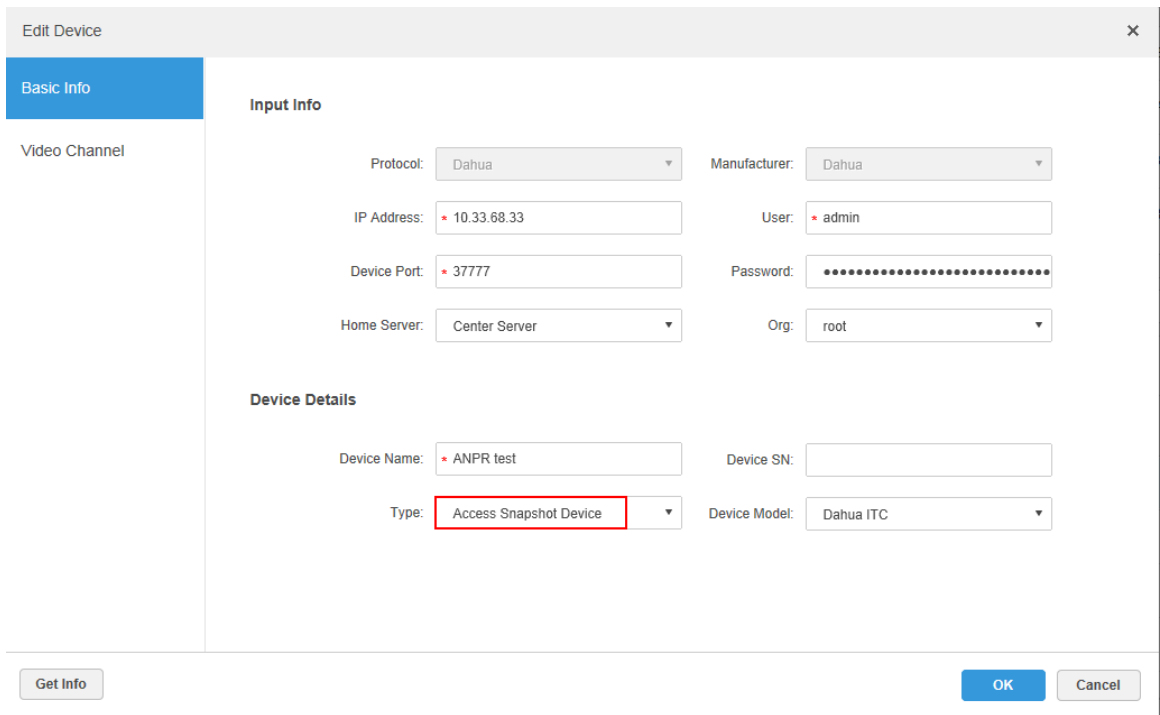 Edit Device
Basic Info
Video Channel
Input Info
Protocol: Dahua Manufacturer: Dahua
IP Address: * 10.33.68.33 User: * admin
Device Port: * 37777 Password: ••••••••••••••••••••••••••••
Home Server: Center Server Org: root
Device Details
Device Name: * ANPR test Device SN:
Type: Access Snapshot Device Device Model: Dahua ITC
Get Info OK Cancel